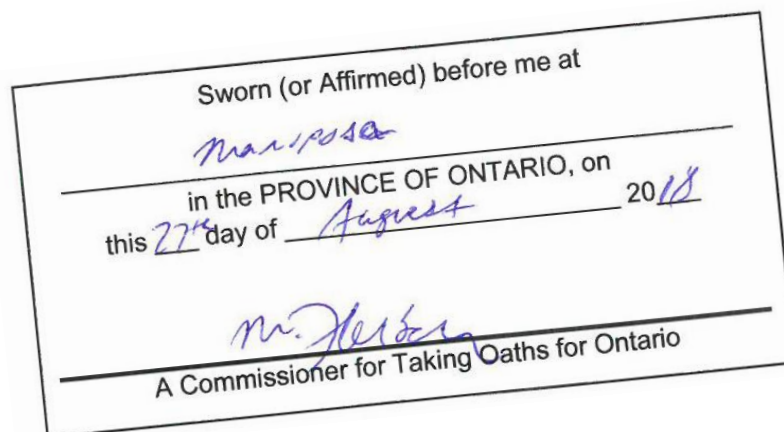 Sworn (or Affirmed) before me at
Mariposa
in the PROVINCE OF ONTARIO, on
this 27th day of August 2018
M.
A Commissioner for Taking Oaths for Ontario